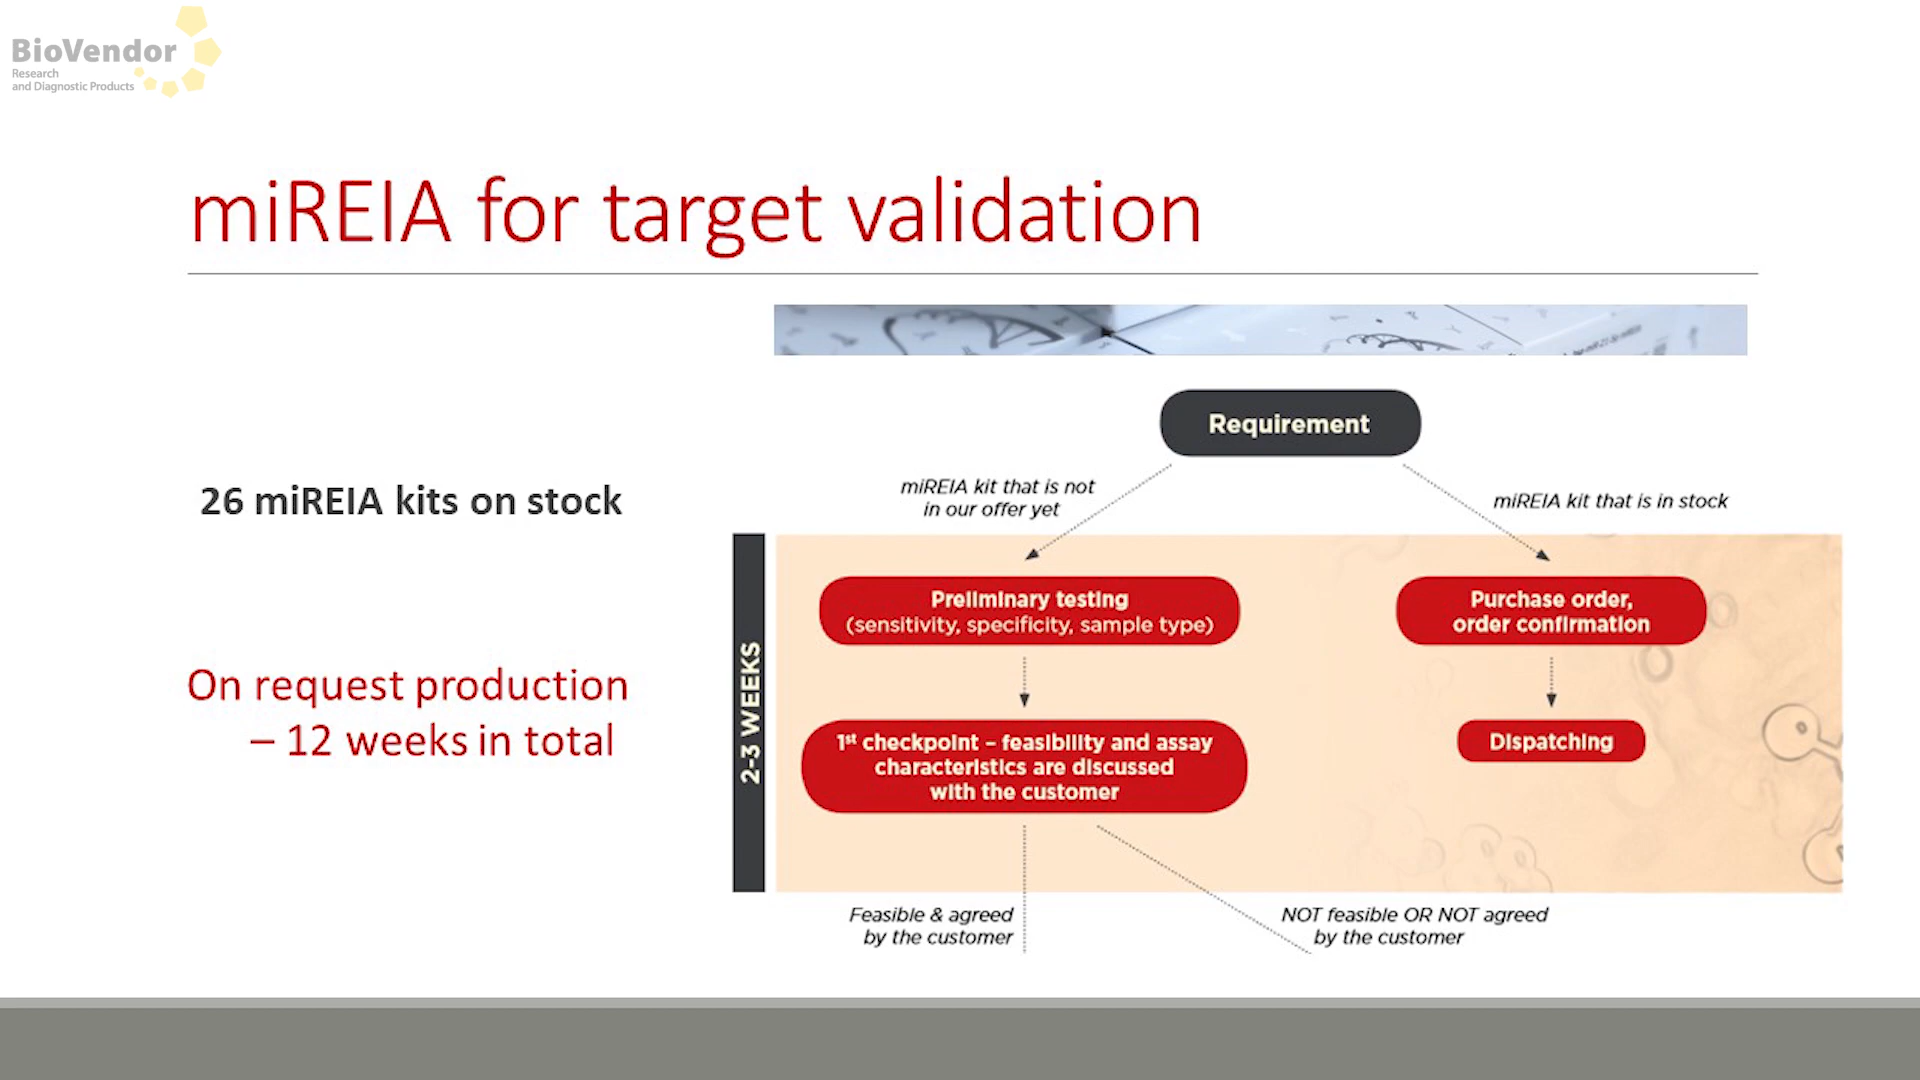 BioVendor
Research
and Diagnostic Products
miREIA for target validation
26 miREIA kits on stock
On request production
– 12 weeks in total
Requirement
miREIA kit that is not
in our offer yet
miREIA kit that is in stock
2-3 WEEKS
Preliminary testing
(sensitivity, specificity, sample type)
Purchase order,
order confirmation
1st checkpoint – feasibility and assay
characteristics are discussed
with the customer
Dispatching
Feasible & agreed
by the customer
NOT feasible OR NOT agreed
by the customer